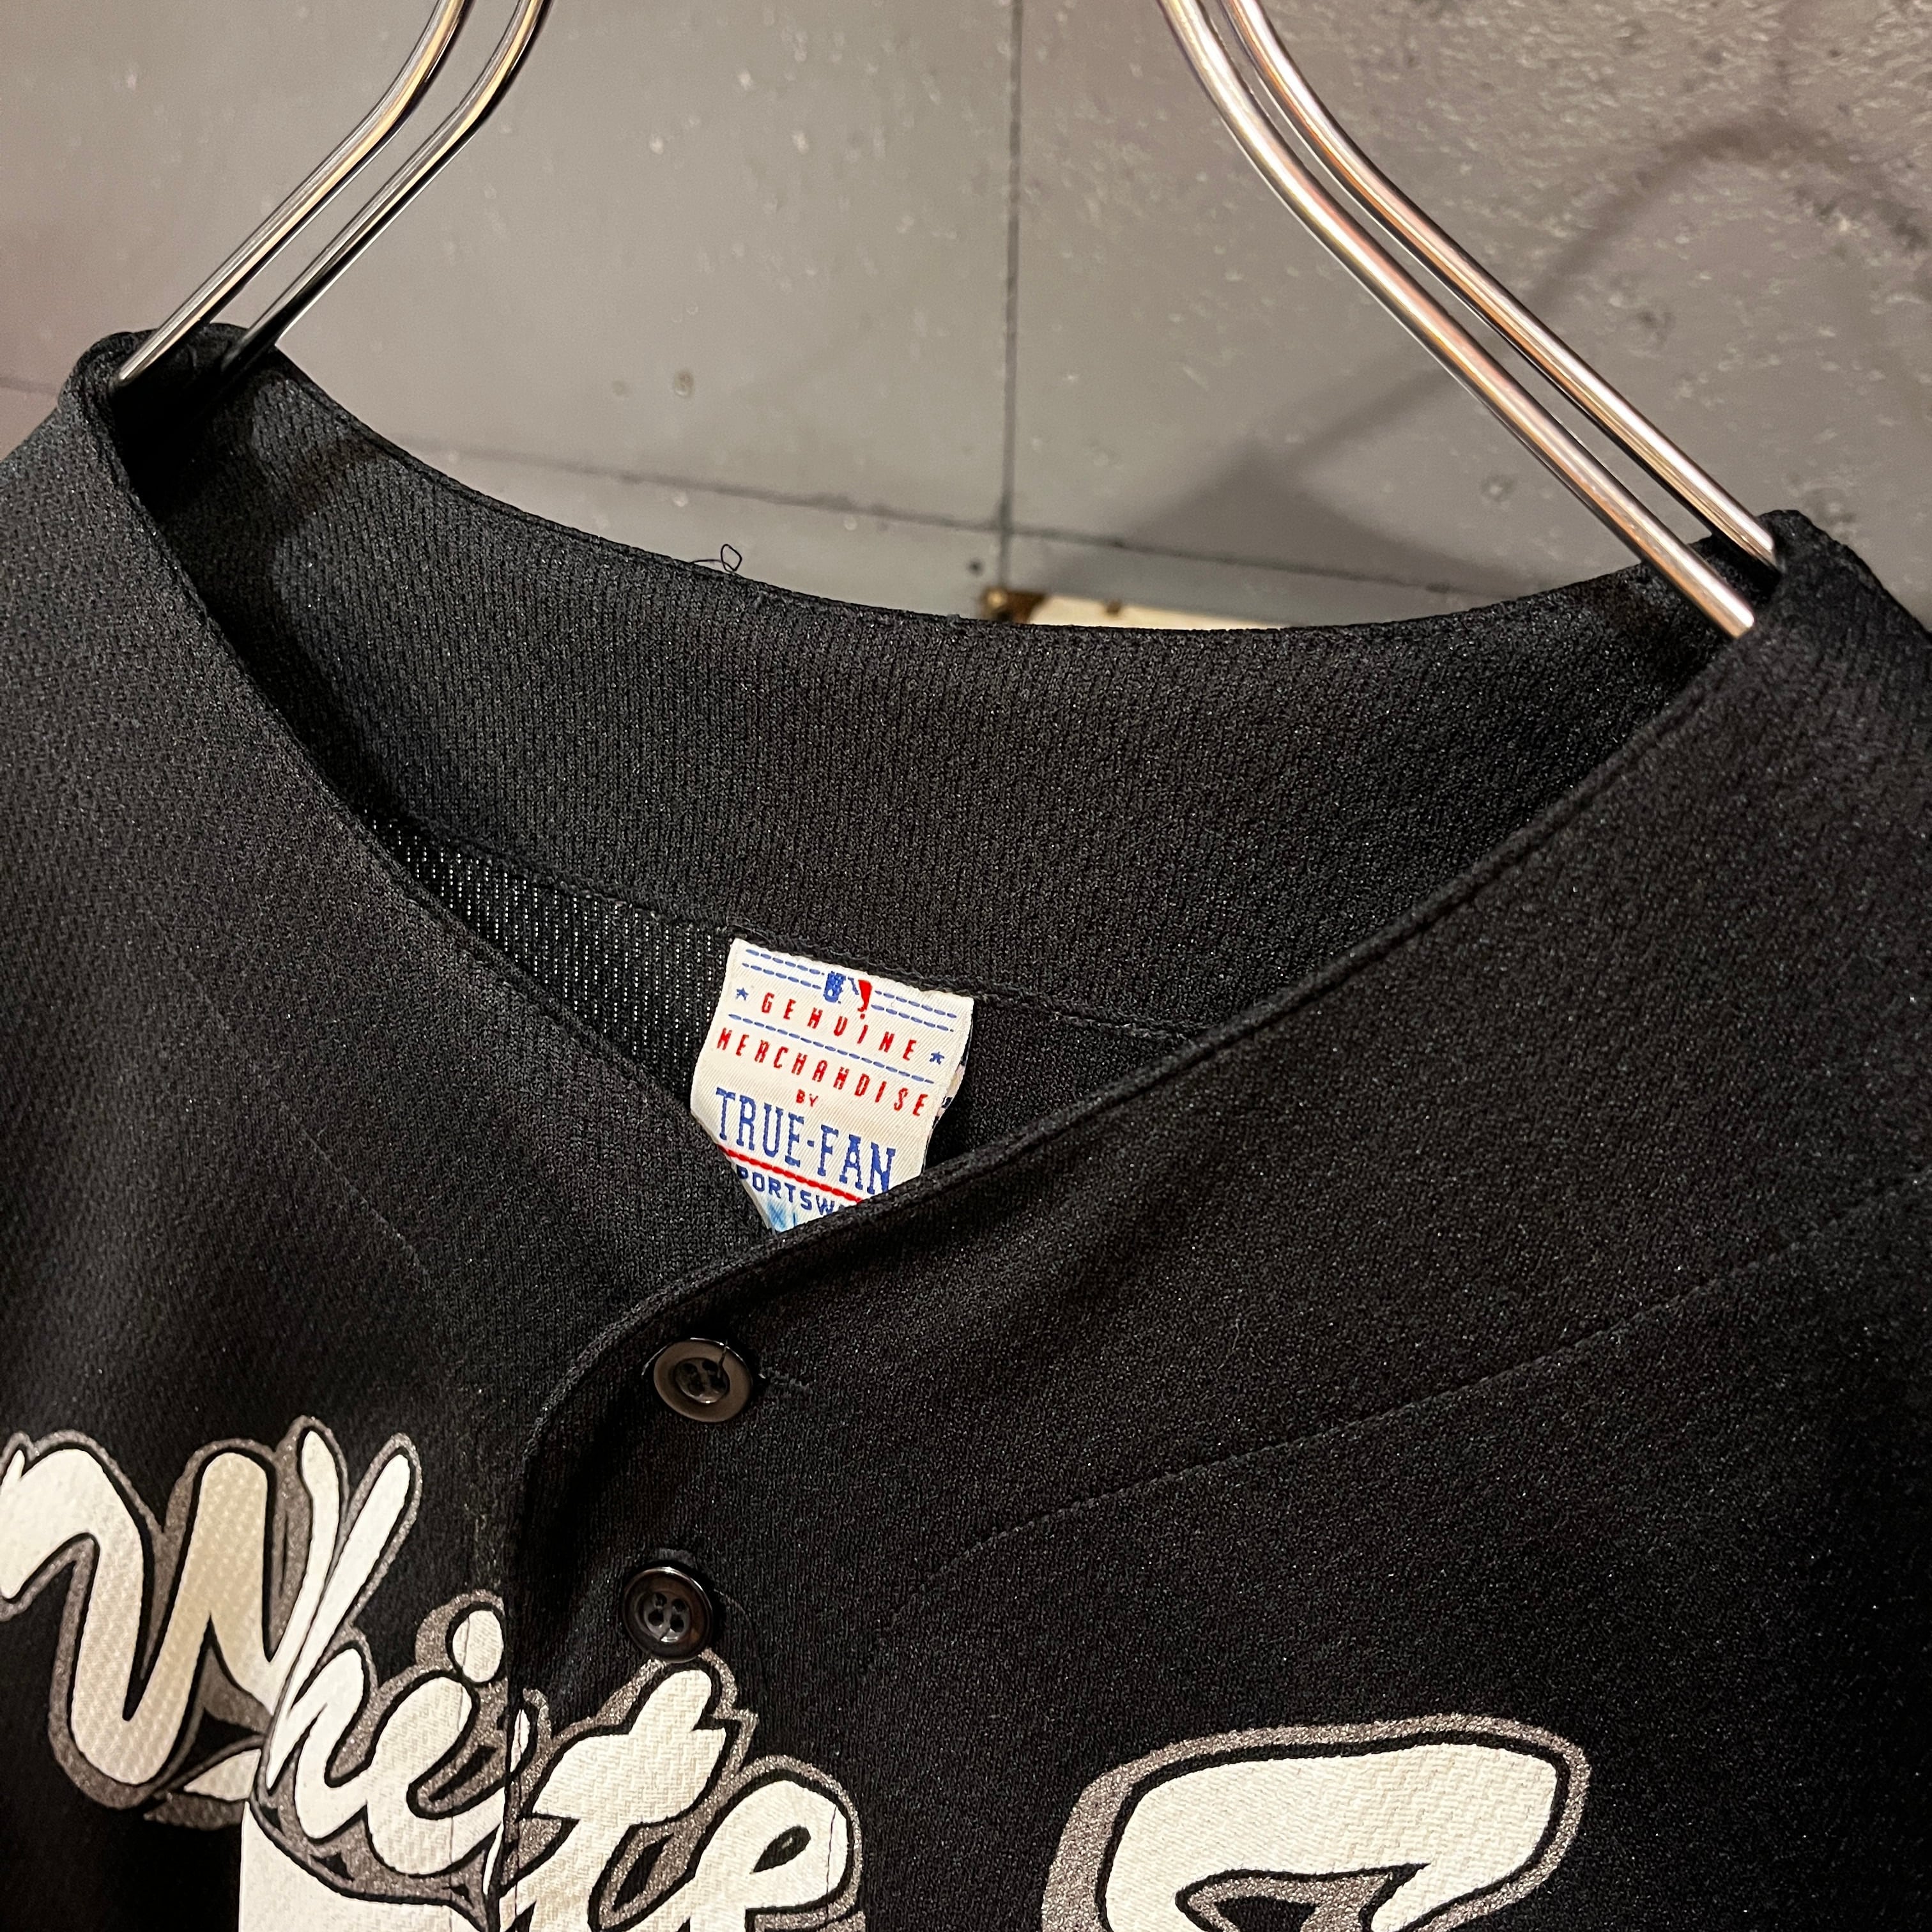 GENUINE
MERCHANDISE
BY
TRUE-FAN
White